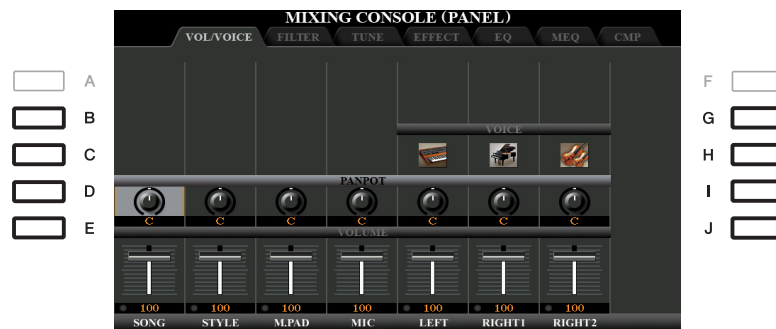 MIXING CONSOLE (PANEL)
VOL/VOICE FILTER TUNE EFFECT EQ MEQ CMP
A F
B G
VOICE
C H
PANPOT
D I
C C C C C C C
VOLUME
E J
100 100 100 100 100 100 100
SONG STYLE M.PAD MIC LEFT RIGHT1 RIGHT2